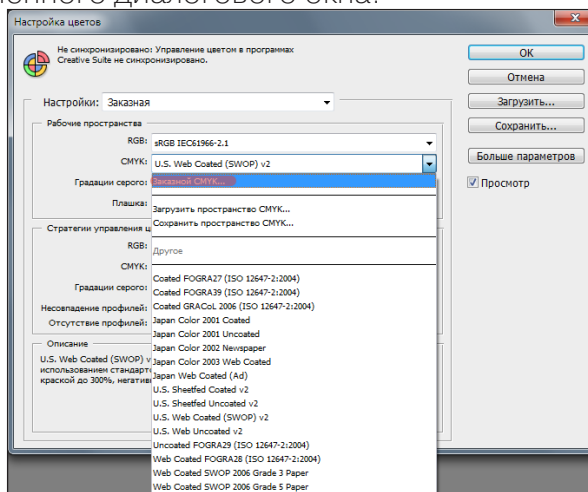 енного диалогового окна.
Настройка цветов
Не синхронизировано: Управление цветом в программах
Creative Suite не синхронизировано.
ОК
Отмена
Загрузить...
Сохранить...
Больше параметров
Просмотр
Настройки: Заказная
Рабочие пространства
RGB: sRGB IEC61966-2.1
CMYK: U.S. Web Coated (SWOP) v2
Градации серого: Заказной CMYK...
Плашка:
Загрузить пространство CMYK...
Сохранить пространство CMYK...
Стратегии управления ц
RGB:
Другое
CMYK:
Градации серого:
Несовпадение профилей:
Отсутствие профилей:
Coated FOGRA27 (ISO 12647-2:2004)
Coated FOGRA39 (ISO 12647-2:2004)
Coated GRACoL 2006 (ISO 12647-2:2004)
Japan Color 2001 Coated
Japan Color 2001 Uncoated
Japan Color 2002 Newspaper
Japan Color 2003 Web Coated
Japan Web Coated (Ad)
U.S. Sheetfed Coated v2
U.S. Sheetfed Uncoated v2
U.S. Web Coated (SWOP) v2
U.S. Web Uncoated v2
Uncoated FOGRA29 (ISO 12647-2:2004)
Web Coated FOGRA28 (ISO 12647-2:2004)
Web Coated SWOP 2006 Grade 3 Paper
Web Coated SWOP 2006 Grade 5 Paper
Описание
U.S. Web Coated (SWOP) v
использованием стандарт
краской до 300%, негатив